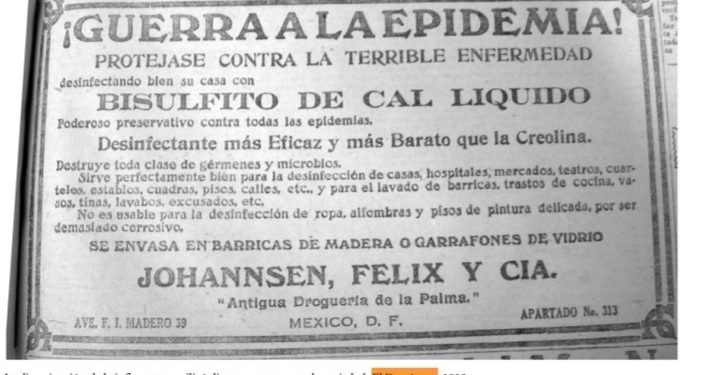 ¡GUERRA A LA EPIDEMIA!
PROTEJASE CONTRA LA TERRIBLE ENFERMEDAD
desinfectando bien su casa con
BISULFITO DE CAL LIQUIDO
Poderoso preservativo contra todas las epidemias.
Desinfectante más Eficaz y más Barato que la Creolina.
Destruye toda clase de gérmenes y microbios.
Sirve perfectamente bien para la desinfección de casas, hospitales, mercados, teatros, cuar-
teles, establos, cuadras, pisos, calles, etc., y para el lavado de barricas, trastos de cocina, va-
sos, tinas, lavabos, excusados, etc.
No es usable para la desinfección de ropa, alfombras y pisos de pintura delicada, por ser
demasiado corrosivo.
SE ENVASA EN BARRICAS DE MADERA O GARRAFONES DE VIDRIO
JOHANNSEN, FELIX Y CIA.
"Antigua Droguería de la Palma."
AVE. F. I. MADERO 39
MEXICO, D. F.
APARTADO No. 313